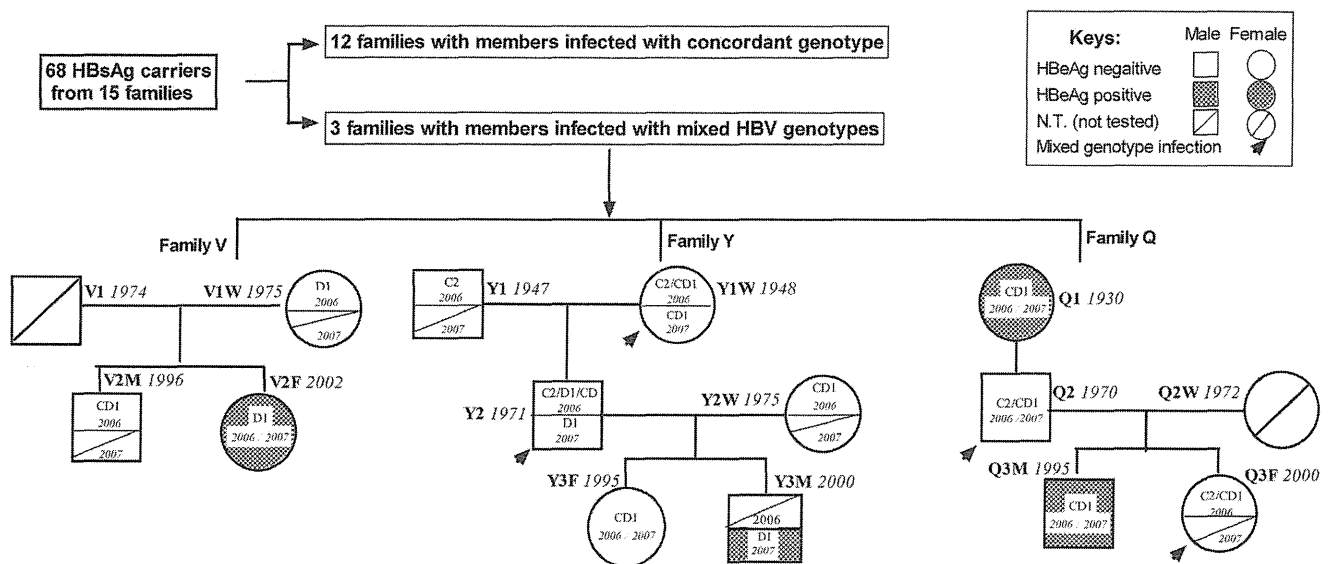 12 families with members infected with concordant genotype
68 HBsAg carriers
from 15 families
3 families with members infected with mixed HBV genotypes
Keys: Male Female
HBeAg negaitive
HBeAg positive
N.T. (not tested)
Mixed genotype infection
Family V
Family Y
Family Q
V1 1974
V1W 1975
D1
2006
2007
V2M 1996
V2F 2002
CD1
2006
2007
D1
2006 / 2007
C2
2006
2007
Y1 1947
C2/CD1
2006
CD1
2007
Y1W 1948
Y2 1971
C2/D1/CD
2006
D1
2007
Y2W 1975
CD1
2006
2007
Y3F 1995
Y3M 2000
CD1
2006 / 2007
2006
D1
2007
CD1
2006 / 2007
Q1 1930
C2/CD1
2006 /2007
Q2 1970
Q2W 1972
Q3M 1995
Q3F 2000
CD1
2006 / 2007
C2/CD1
2006
2007